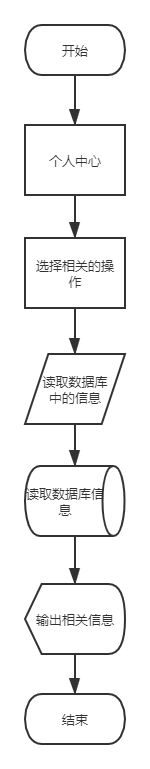 开始
个人中心
选择相关的操
作
读取数据库
中的信息
读取数据库信
息
输出相关信息
结束